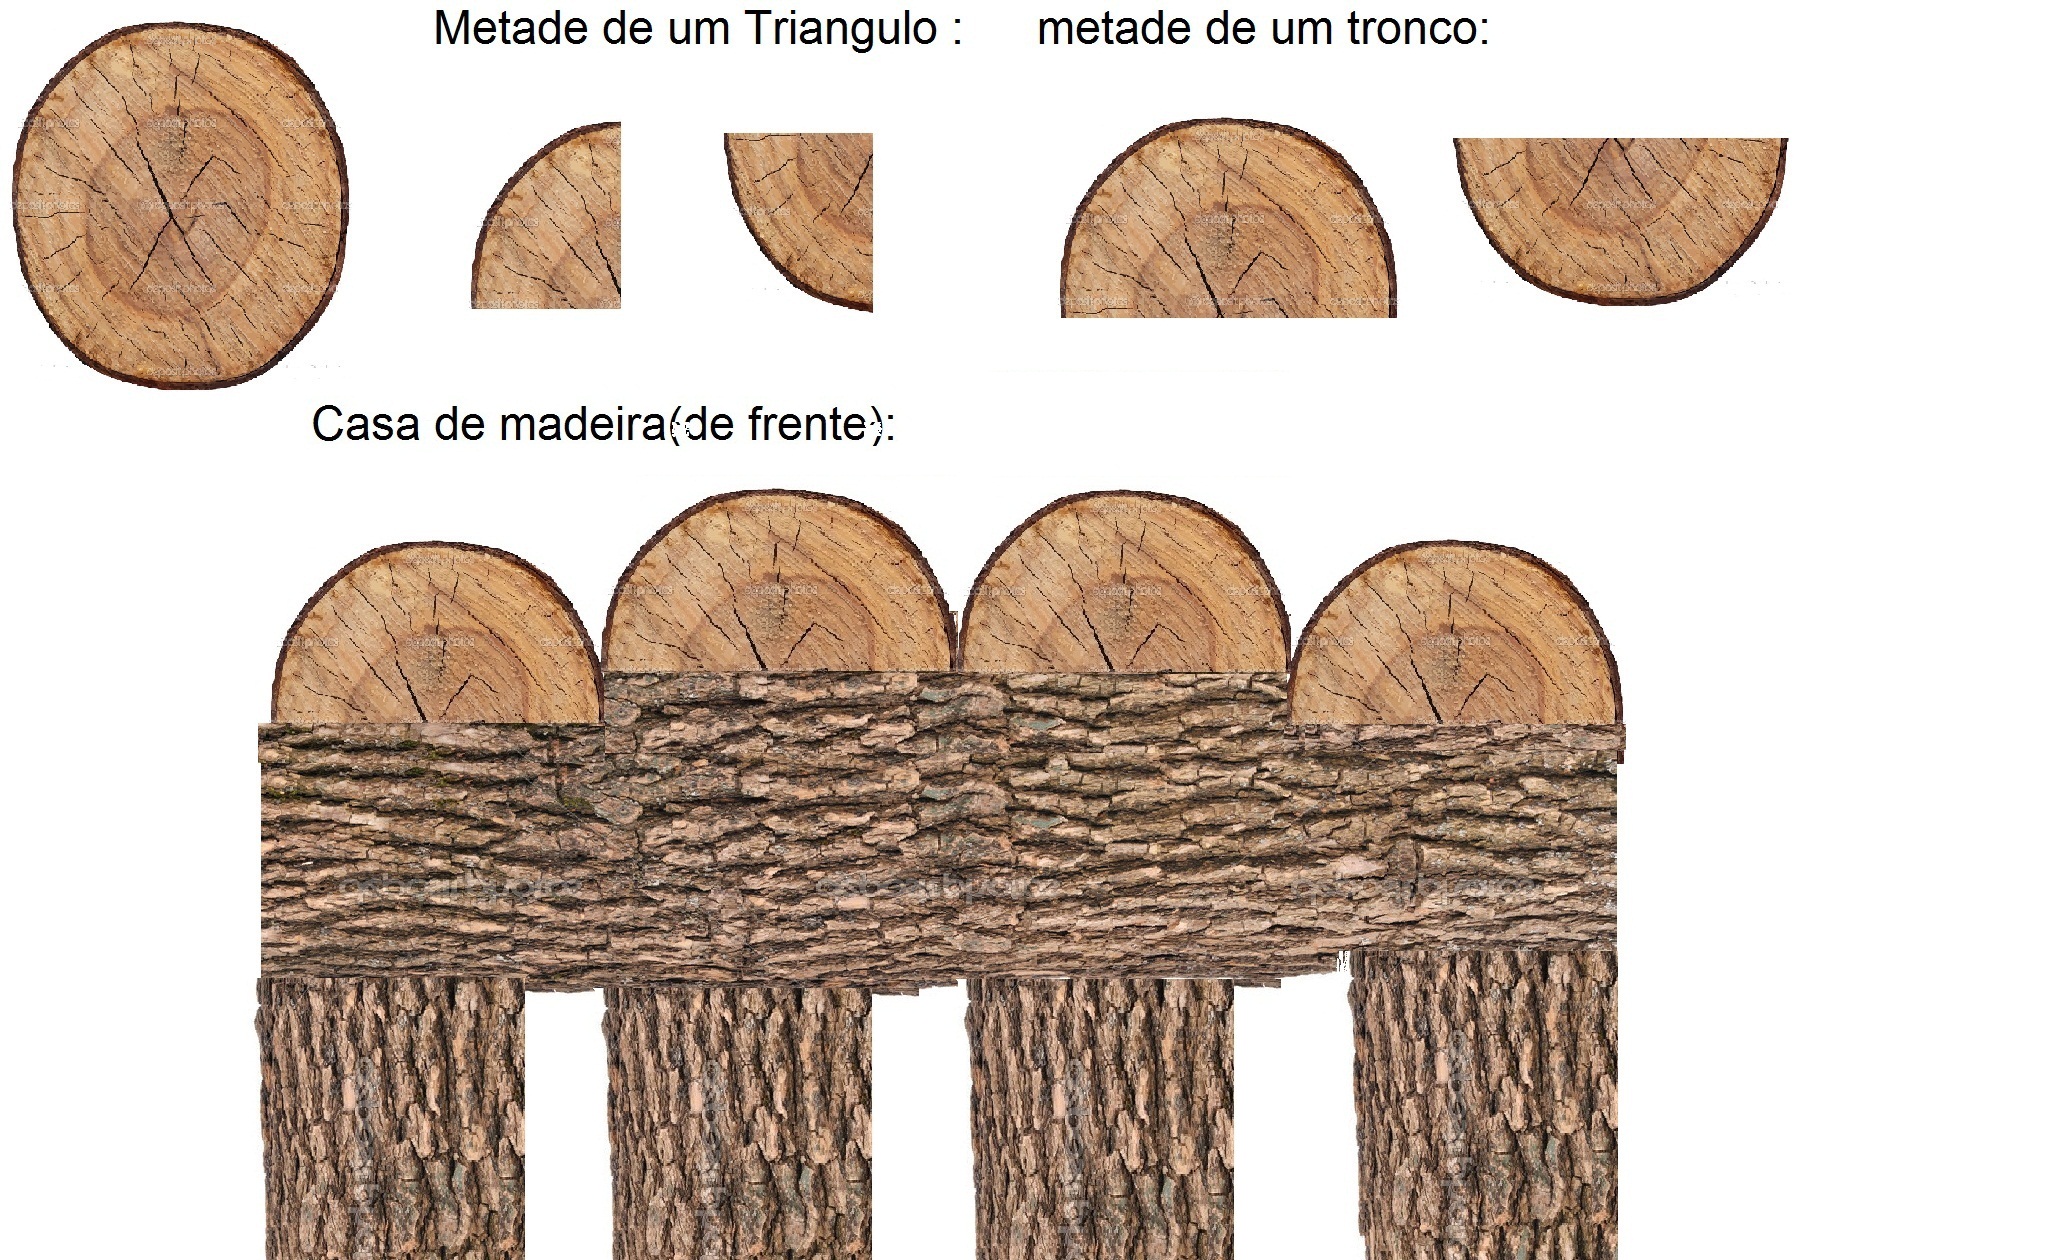 Metade de um Triangulo :
metade de um tronco:
Casa de madeira(de frente):